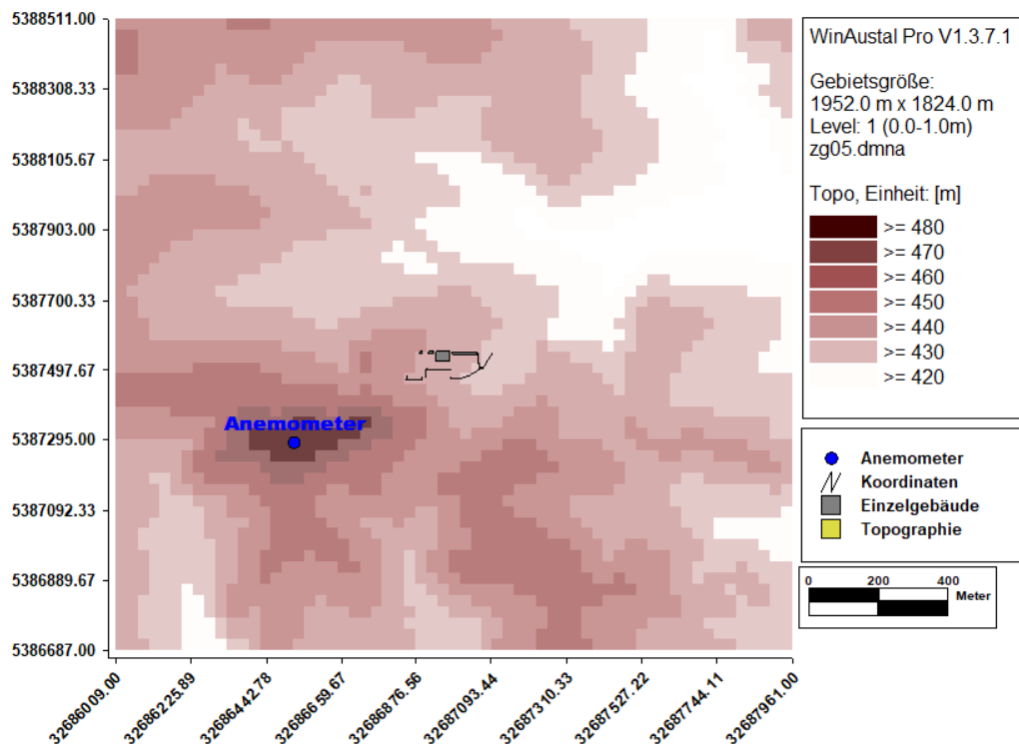 5388511.00
5388308.33
5388105.67
5387903.00
5387700.33
5387497.67
5387295.00
5387092.33
5386889.67
5386687.00
32686009.00
32686225.89
32686442.78
32686659.67
32686876.56
32687093.44
32687310.33
32687527.22
32687744.11
32687961.00
Anemometer
WinAustal Pro V1.3.7.1
Gebietsgröße:
1952.0 m x 1824.0 m
Level: 1 (0.0-1.0m)
zg05.dmna
Topo, Einheit: [m]
>= 480
>= 470
>= 460
>= 450
>= 440
>= 430
>= 420
Anemometer
Koordinaten
Einzelgebäude
Topographie
0 200 400
Meter